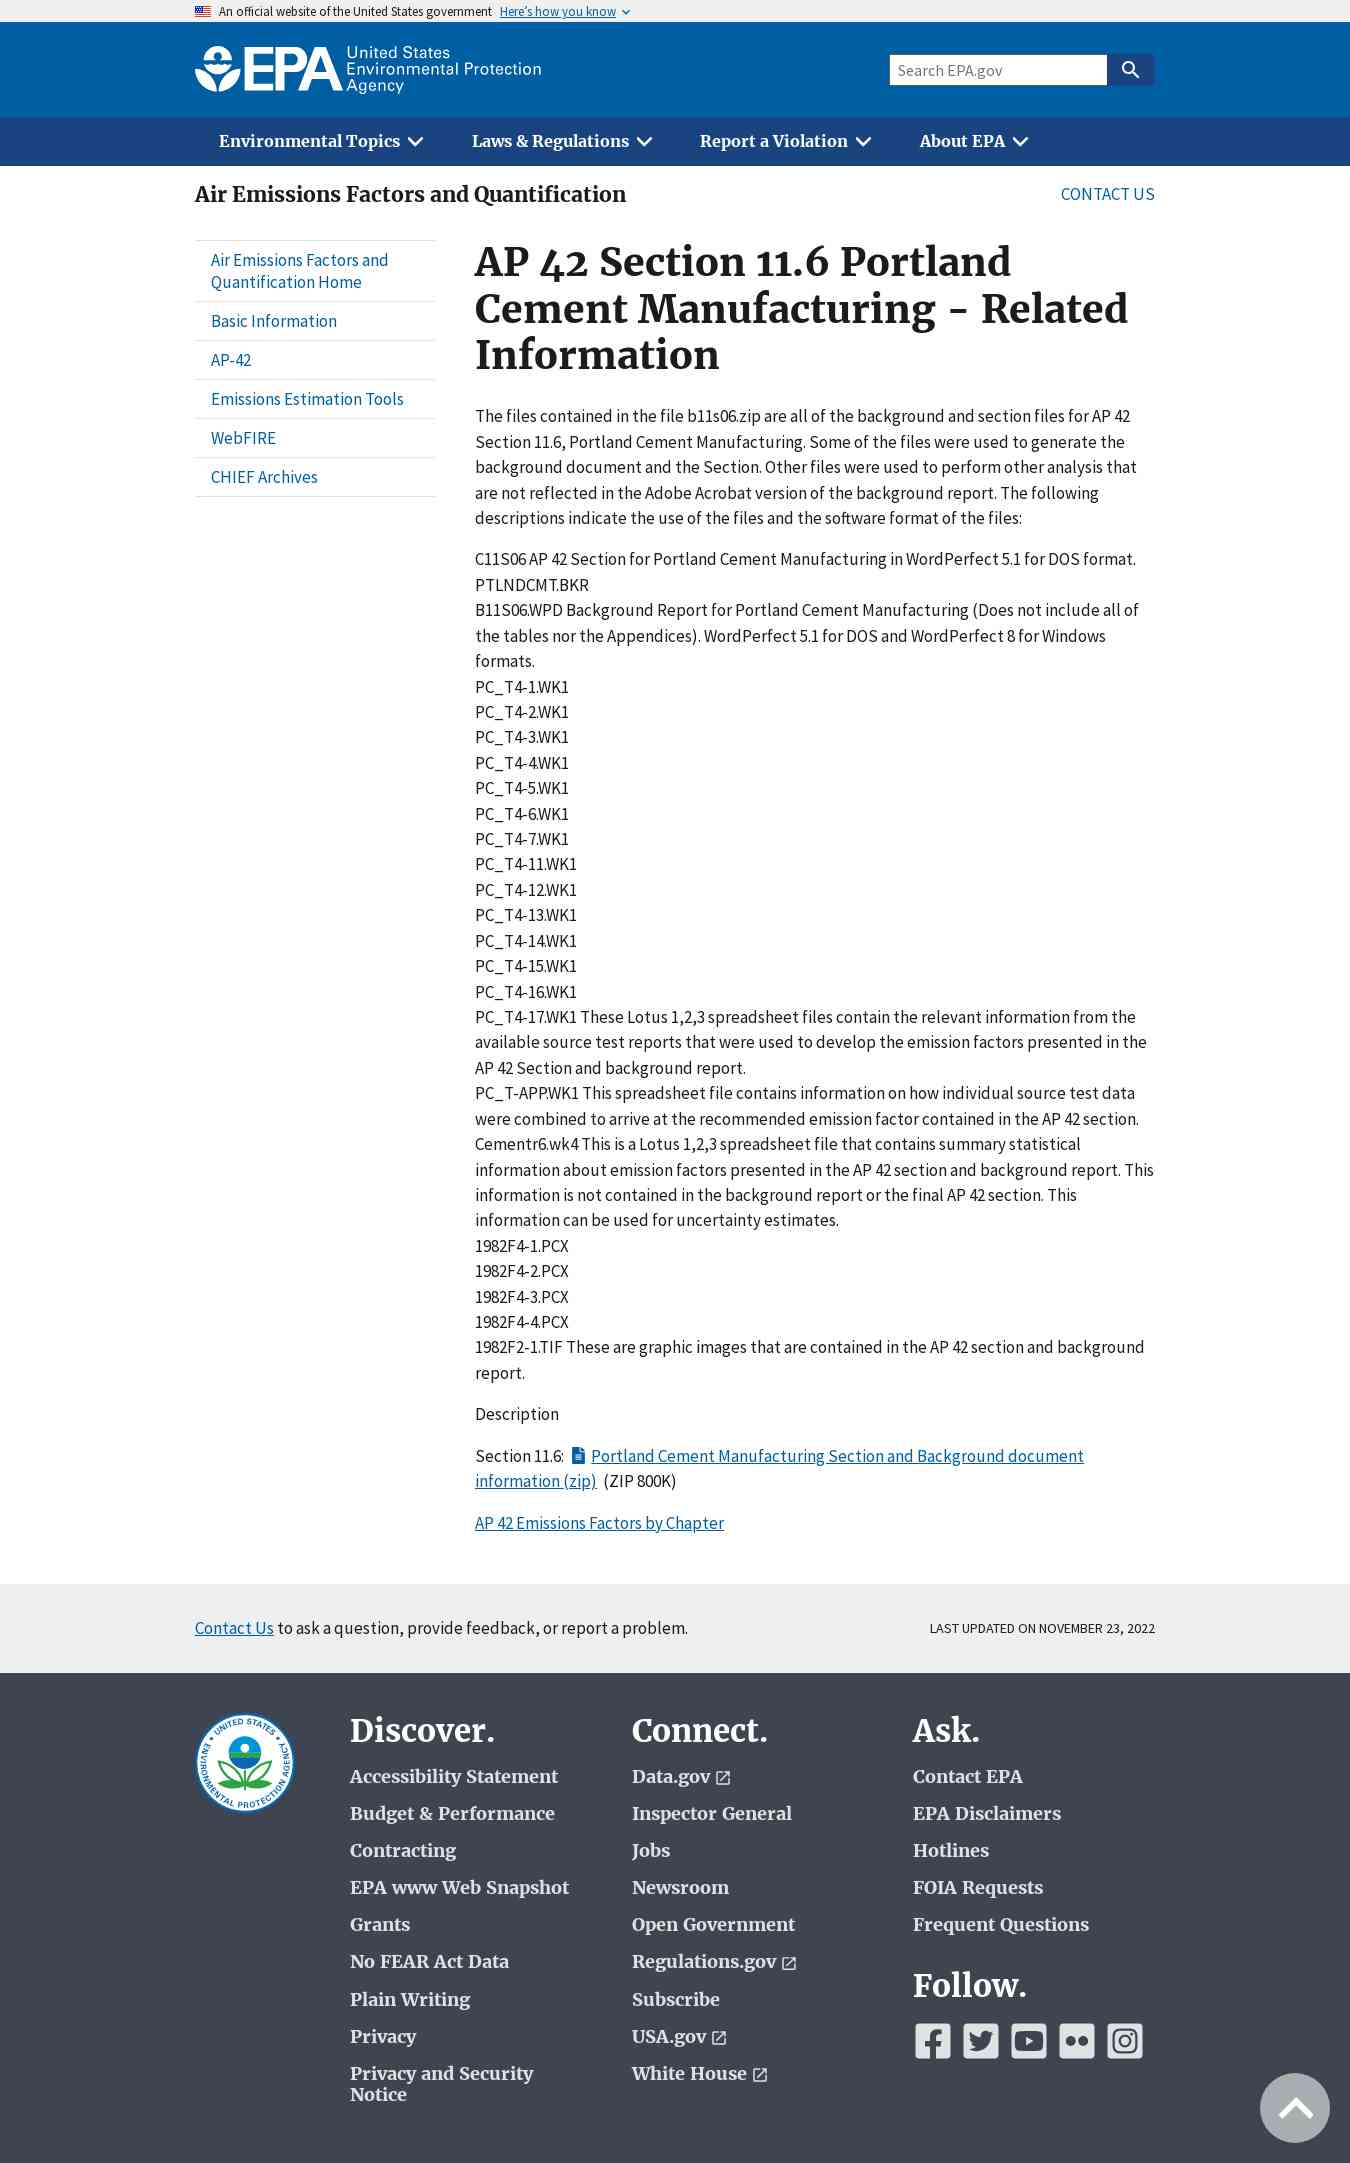 An official website of the United States government Here’s how you know
EPA United States
Environmental Protection
Agency
Search EPA.gov
Environmental Topics Laws & Regulations Report a Violation About EPA
Air Emissions Factors and Quantification
CONTACT US
Air Emissions Factors and
Quantification Home
Basic Information
AP-42
Emissions Estimation Tools
WebFIRE
CHIEF Archives
AP 42 Section 11.6 Portland
Cement Manufacturing - Related
Information
The files contained in the file b11s06.zip are all of the background and section files for AP 42
Section 11.6, Portland Cement Manufacturing. Some of the files were used to generate the
background document and the Section. Other files were used to perform other analysis that
are not reflected in the Adobe Acrobat version of the background report. The following
descriptions indicate the use of the files and the software format of the files:
C11S06 AP 42 Section for Portland Cement Manufacturing in WordPerfect 5.1 for DOS format.
PTLNDCMT.BKR
B11S06.WPD Background Report for Portland Cement Manufacturing (Does not include all of
the tables nor the Appendices). WordPerfect 5.1 for DOS and WordPerfect 8 for Windows
formats.
PC_T4-1.WK1
PC_T4-2.WK1
PC_T4-3.WK1
PC_T4-4.WK1
PC_T4-5.WK1
PC_T4-6.WK1
PC_T4-7.WK1
PC_T4-11.WK1
PC_T4-12.WK1
PC_T4-13.WK1
PC_T4-14.WK1
PC_T4-15.WK1
PC_T4-16.WK1
PC_T4-17.WK1 These Lotus 1,2,3 spreadsheet files contain the relevant information from the
available source test reports that were used to develop the emission factors presented in the
AP 42 Section and background report.
PC_T-APP.WK1 This spreadsheet file contains information on how individual source test data
were combined to arrive at the recommended emission factor contained in the AP 42 section.
Cementr6.wk4 This is a Lotus 1,2,3 spreadsheet file that contains summary statistical
information about emission factors presented in the AP 42 section and background report. This
information is not contained in the background report or the final AP 42 section. This
information can be used for uncertainty estimates.
1982F4-1.PCX
1982F4-2.PCX
1982F4-3.PCX
1982F4-4.PCX
1982F2-1.TIF These are graphic images that are contained in the AP 42 section and background
report.
Description
Section 11.6: Portland Cement Manufacturing Section and Background document
information (zip) (ZIP 800K)
AP 42 Emissions Factors by Chapter
Contact Us to ask a question, provide feedback, or report a problem.
LAST UPDATED ON NOVEMBER 23, 2022
UNITED STATES
ENVIRONMENTAL PROTECTION AGENCY
Discover.
Accessibility Statement
Budget & Performance
Contracting
EPA www Web Snapshot
Grants
No FEAR Act Data
Plain Writing
Privacy
Privacy and Security
Notice
Connect.
Data.gov
Inspector General
Jobs
Newsroom
Open Government
Regulations.gov
Subscribe
USA.gov
White House
Ask.
Contact EPA
EPA Disclaimers
Hotlines
FOIA Requests
Frequent Questions
Follow.